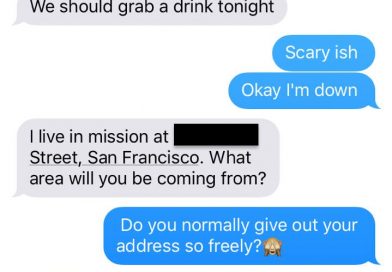 We should grab a drink tonight
Scary ish
Okay I'm down
I live in mission at
Street, San Francisco. What
area will you be coming from?
Do you normally give out your
address so freely?🙈